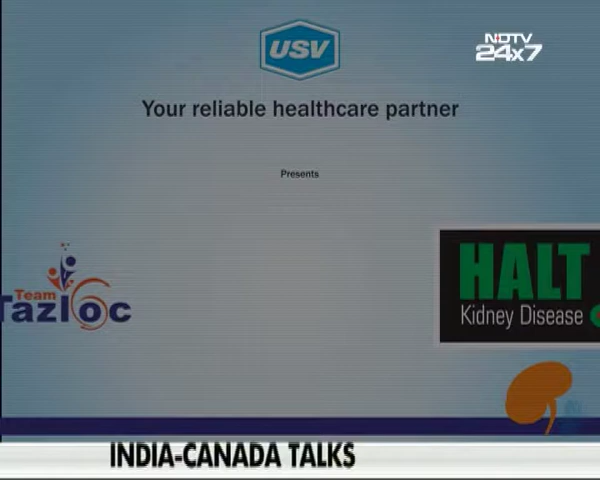 USV
NDTV
24x7
Your reliable healthcare partner
Presents
Team
Tazloc
HALT
Kidney Disease
INDIA-CANADA TALKS